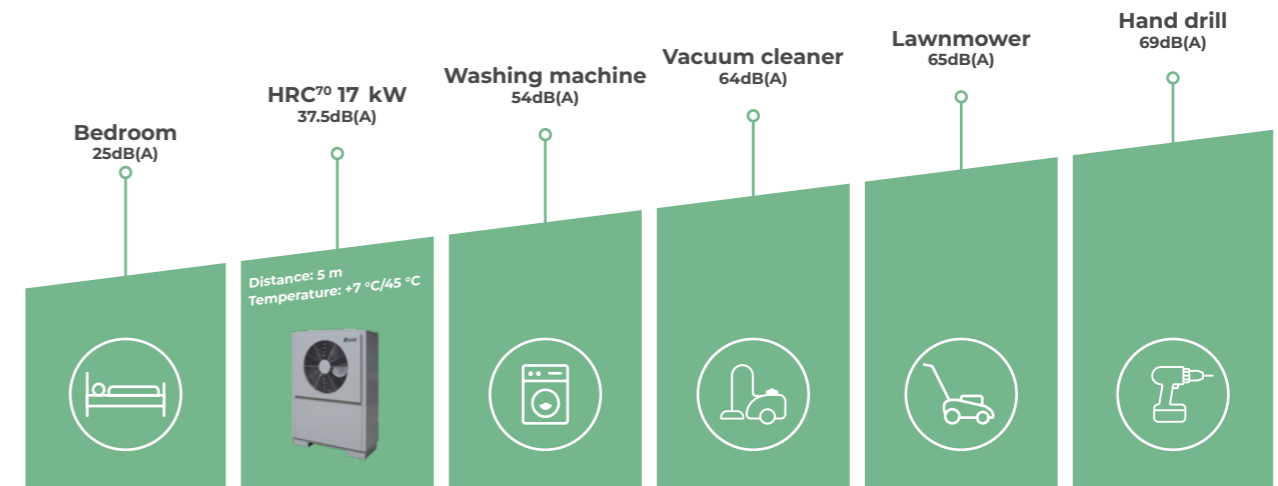 Bedroom
25dB(A)
HRC⁷⁰ 17 kW
37.5dB(A)
Washing machine
54dB(A)
Vacuum cleaner
64dB(A)
Lawnmower
65dB(A)
Hand drill
69dB(A)
Distance: 5 m
Temperature: +7 °C/45 °C